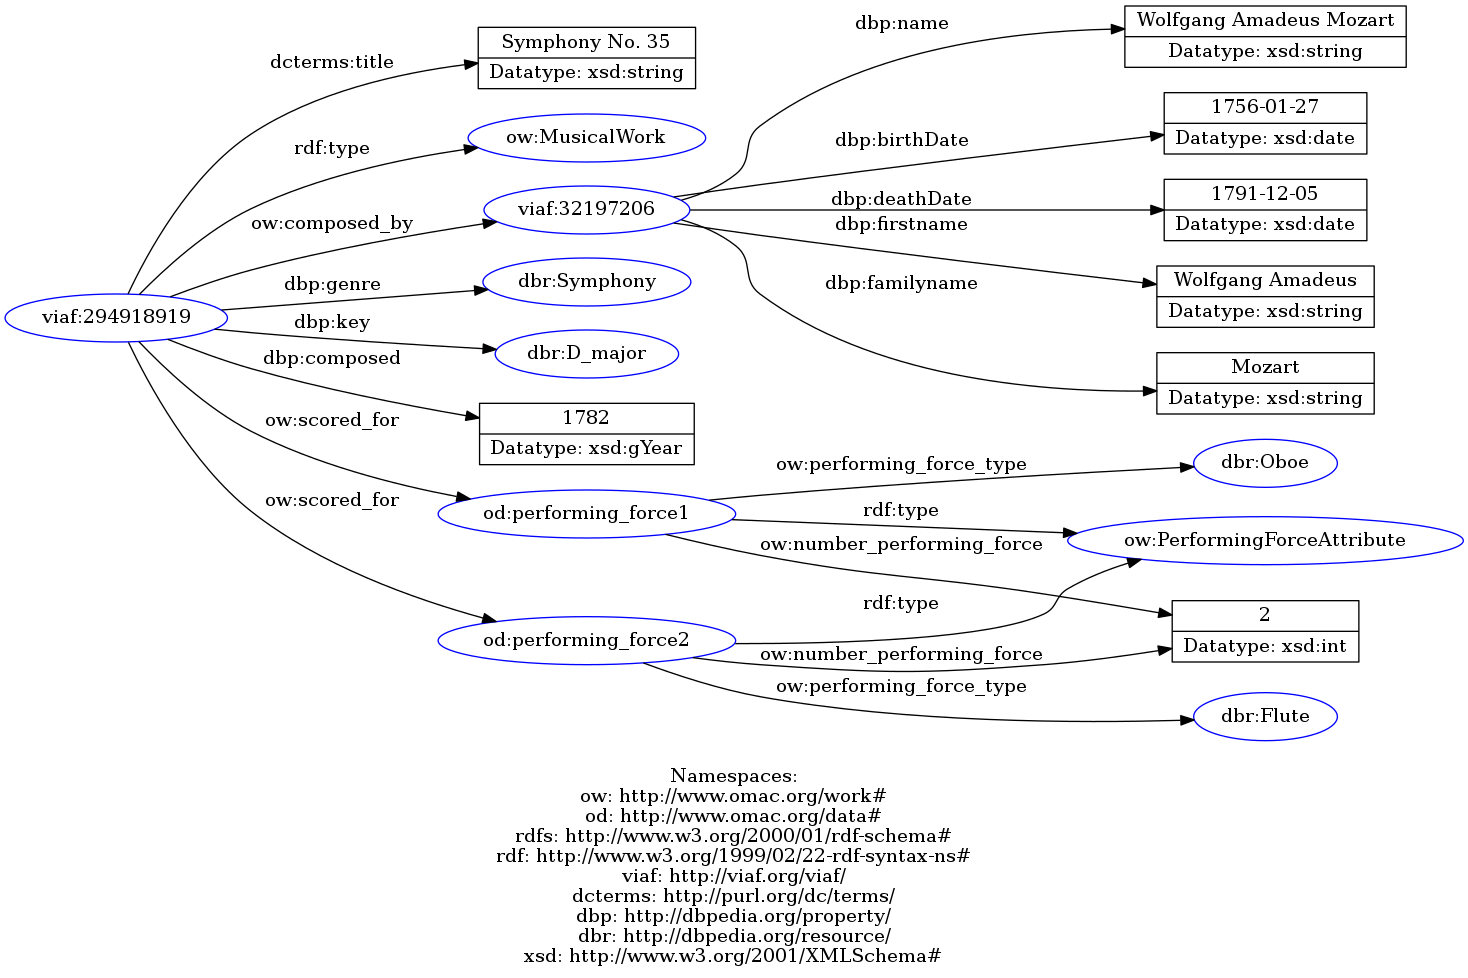 dcterms:title
Symphony No. 35
Datatype: xsd:string
rdf:type
ow:MusicalWork
ow:composed_by
viaf:32197206
dbp:genre
dbr:Symphony
viaf:294918919
dbp:key
dbr:D_major
dbp:composed
1782
Datatype: xsd:gYear
ow:scored_for
od:performing_force1
ow:scored_for
od:performing_force2
dbp:name
Wolfgang Amadeus Mozart
Datatype: xsd:string
dbp:birthDate
1756-01-27
Datatype: xsd:date
dbp:deathDate
1791-12-05
Datatype: xsd:date
dbp:firstname
Wolfgang Amadeus
Datatype: xsd:string
dbp:familyname
Mozart
Datatype: xsd:string
ow:performing_force_type
dbr:Oboe
rdf:type
ow:PerformingForceAttribute
ow:number_performing_force
rdf:type
2
Datatype: xsd:int
ow:number_performing_force
ow:performing_force_type
dbr:Flute
Namespaces:
ow: http://www.omac.org/work#
od: http://www.omac.org/data#
rdfs: http://www.w3.org/2000/01/rdf-schema#
rdf: http://www.w3.org/1999/02/22-rdf-syntax-ns#
viaf: http://viaf.org/viaf/
dcterms: http://purl.org/dc/terms/
dbp: http://dbpedia.org/property/
dbr: http://dbpedia.org/resource/
xsd: http://www.w3.org/2001/XMLSchema#